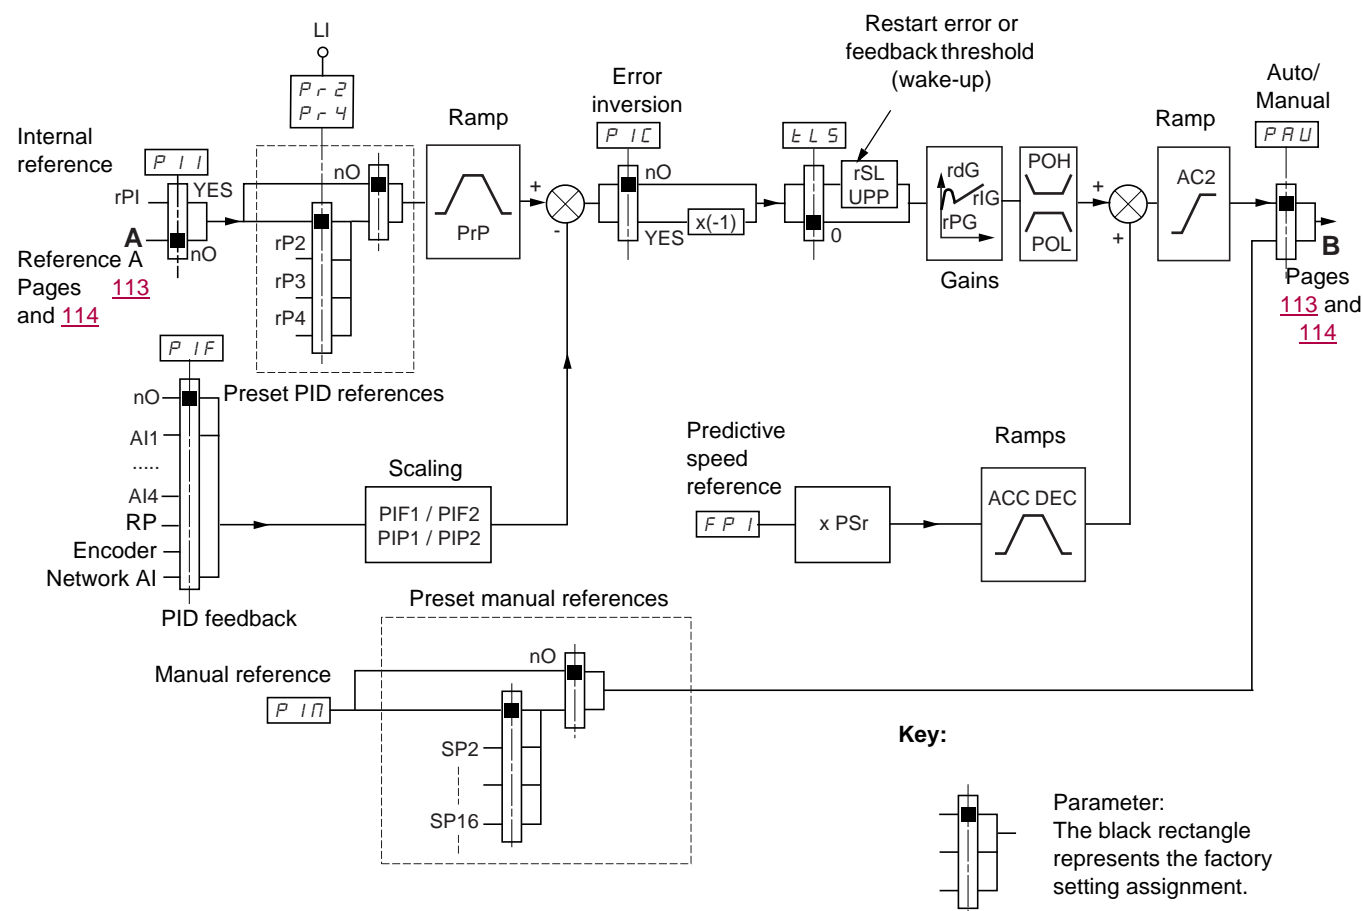 LI
Pr2
Pr4
Internal
reference
PII
rPI
YES
A
nO
Reference A
Pages 113
and 114
nO
rP2
rP3
rP4
Preset PID references
Ramp
PrP
+
-
Error
inversion
PIC
nO
YES
x(-1)
Restart error or
feedback threshold
(wake-up)
tLS
rSL
UPP
0
rdG
rIG
rPG
Gains
POH
POL
+
+
Ramp
AC2
Auto/
Manual
PAU
B
Pages
113 and
114
PIF
nO
AI1
.....
AI4
RP
Encoder
Network AI
PID feedback
Scaling
PIF1 / PIF2
PIP1 / PIP2
Predictive
speed
reference
FPI
x PSr
Ramps
ACC DEC
Preset manual references
Manual reference
PIM
nO
SP2
SP16
Key:
Parameter:
The black rectangle
represents the factory
setting assignment.